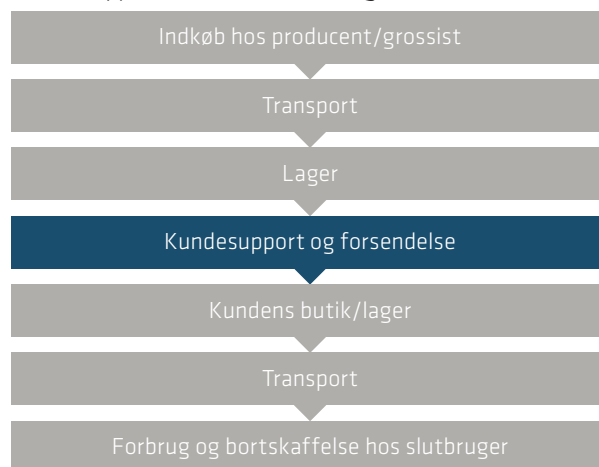 Indkøb hos producent/grossist
Transport
Lager
Kundesupport og forsendelse
Kundens butik/lager
Transport
Forbrug og bortskaffelse hos slutbruger